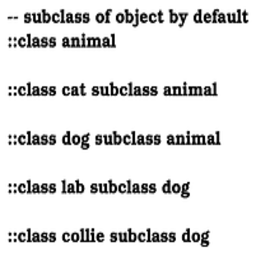 -- subclass of object by default
::class animal
::class cat subclass animal
::class dog subclass animal
::class lab subclass dog
::class collie subclass dog